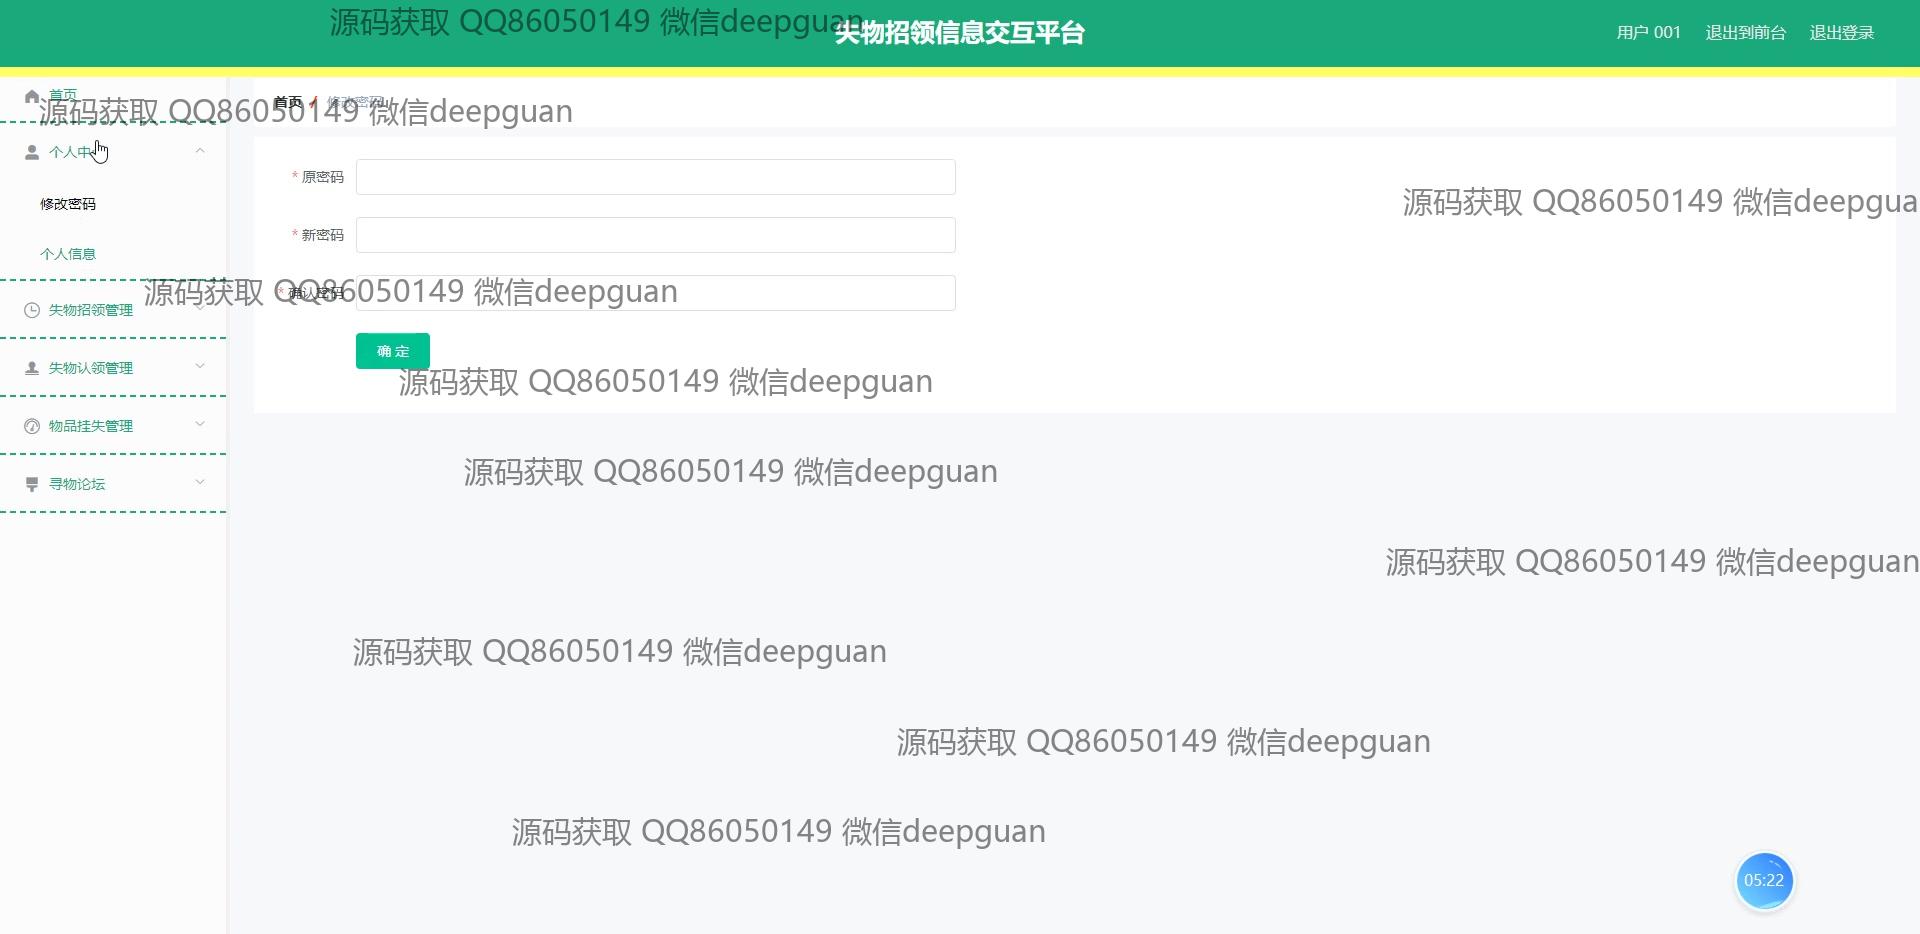 源码获取 QQ86050149 微信deepguan
失物招领信息交互平台
用户 001 退出到前台 退出登录
首页
首页 / 修改密码
源码获取 QQ86050149 微信deepguan
个人中
* 原密码
修改密码
源码获取 QQ86050149 微信deepgua
* 新密码
个人信息
源码获取 QQ86050149 微信deepguan
* 确认密码
失物招领管理
确 定
失物认领管理
源码获取 QQ86050149 微信deepguan
物品挂失管理
源码获取 QQ86050149 微信deepguan
寻物论坛
源码获取 QQ86050149 微信deepguan
源码获取 QQ86050149 微信deepguan
源码获取 QQ86050149 微信deepguan
源码获取 QQ86050149 微信deepguan
05:22